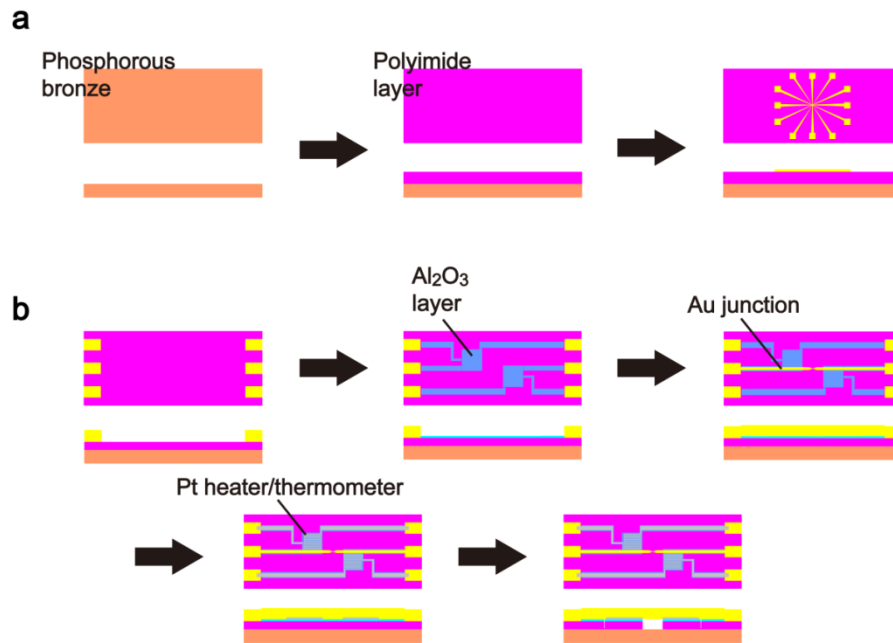 a
Phosphorous
bronze
Polyimide
layer
b
Al₂O₃
layer
Au junction
Pt heater/thermometer